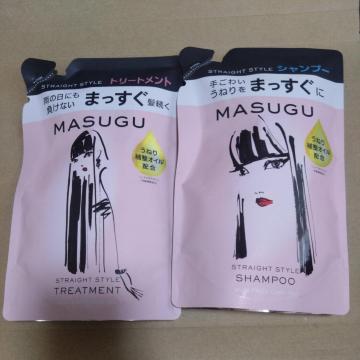 STRAIGHT STYLE トリートメント
雨の日にも
負けない まっすぐ 髪続く
MASUGU
うねり
補整オイル
配合
STRAIGHT STYLE
TREATMENT
STRAIGHT STYLE シャンプー
手ごわい
うねりを まっすぐ に
MASUGU
うねり
補整オイル
配合
STRAIGHT STYLE
SHAMPOO